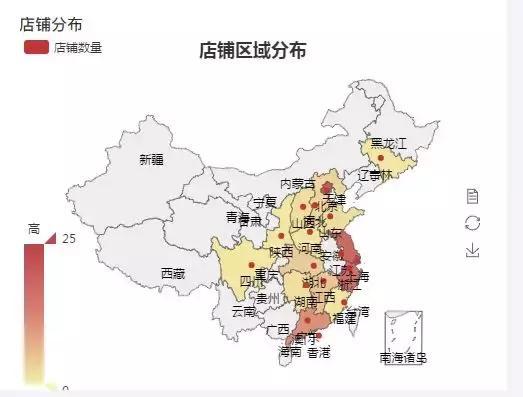 店铺分布
店铺数量
店铺区域分布
黑龙江
新疆
内蒙古
辽宁
吉林
天津
北京
宁夏
青海
甘肃
山西
河北
山东
陕西
河南
安徽
江苏
上海
西藏
四川
重庆
湖北
浙江
贵州
湖南
江西
云南
福建
台湾
广西
广东
海南
香港
南海诸岛
高
25
0